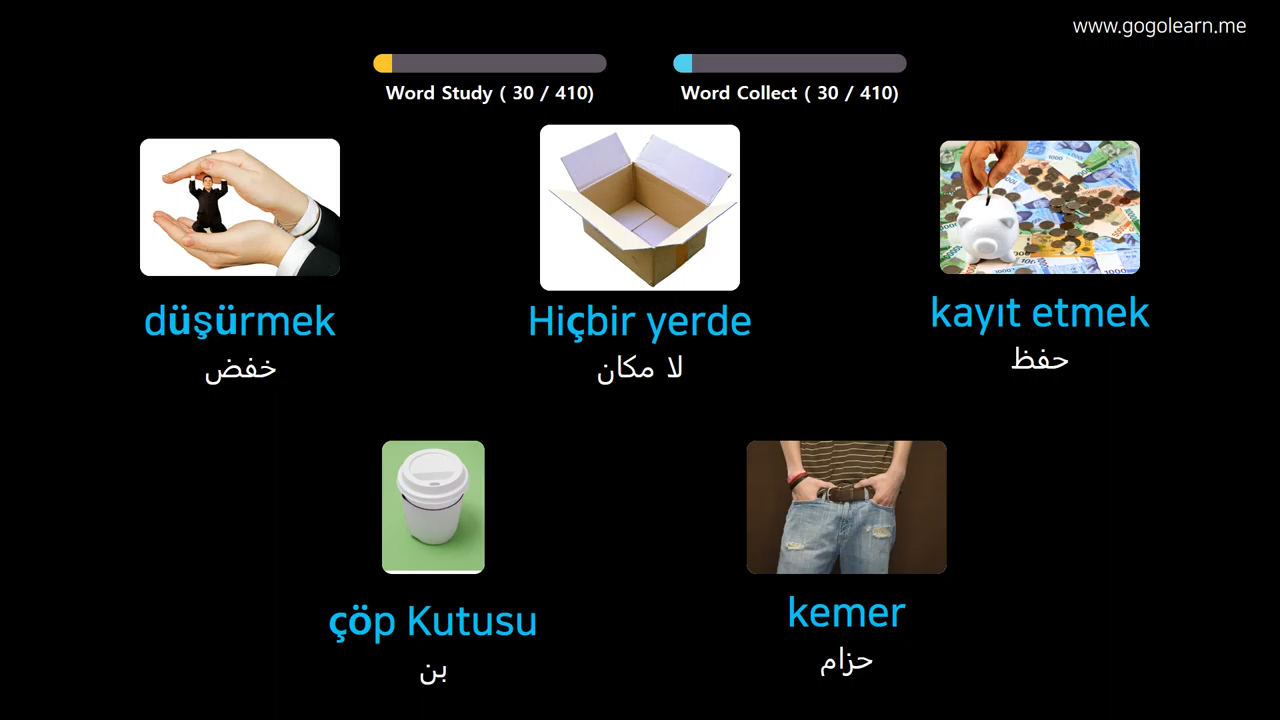 www.gogolearn.me
Word Study ( 30 / 410)
Word Collect ( 30 / 410)
düşürmek
خفض
Hiçbir yerde
لا مكان
kayıt etmek
حفظ
çöp Kutusu
بن
kemer
حزام